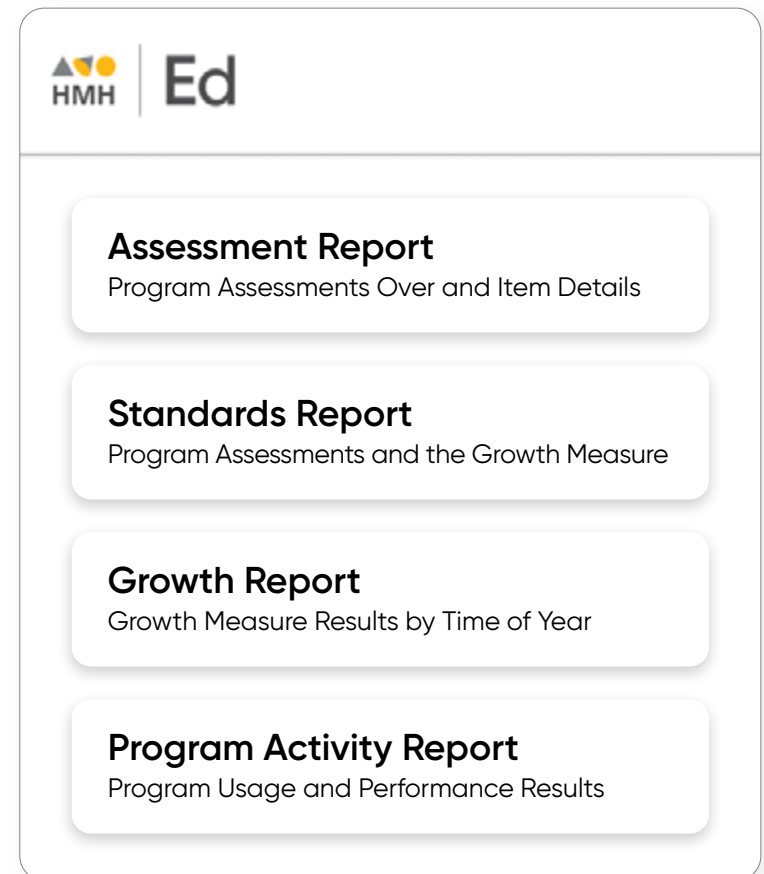 HMH Ed
Assessment Report
Program Assessments Over and Item Details
Standards Report
Program Assessments and the Growth Measure
Growth Report
Growth Measure Results by Time of Year
Program Activity Report
Program Usage and Performance Results